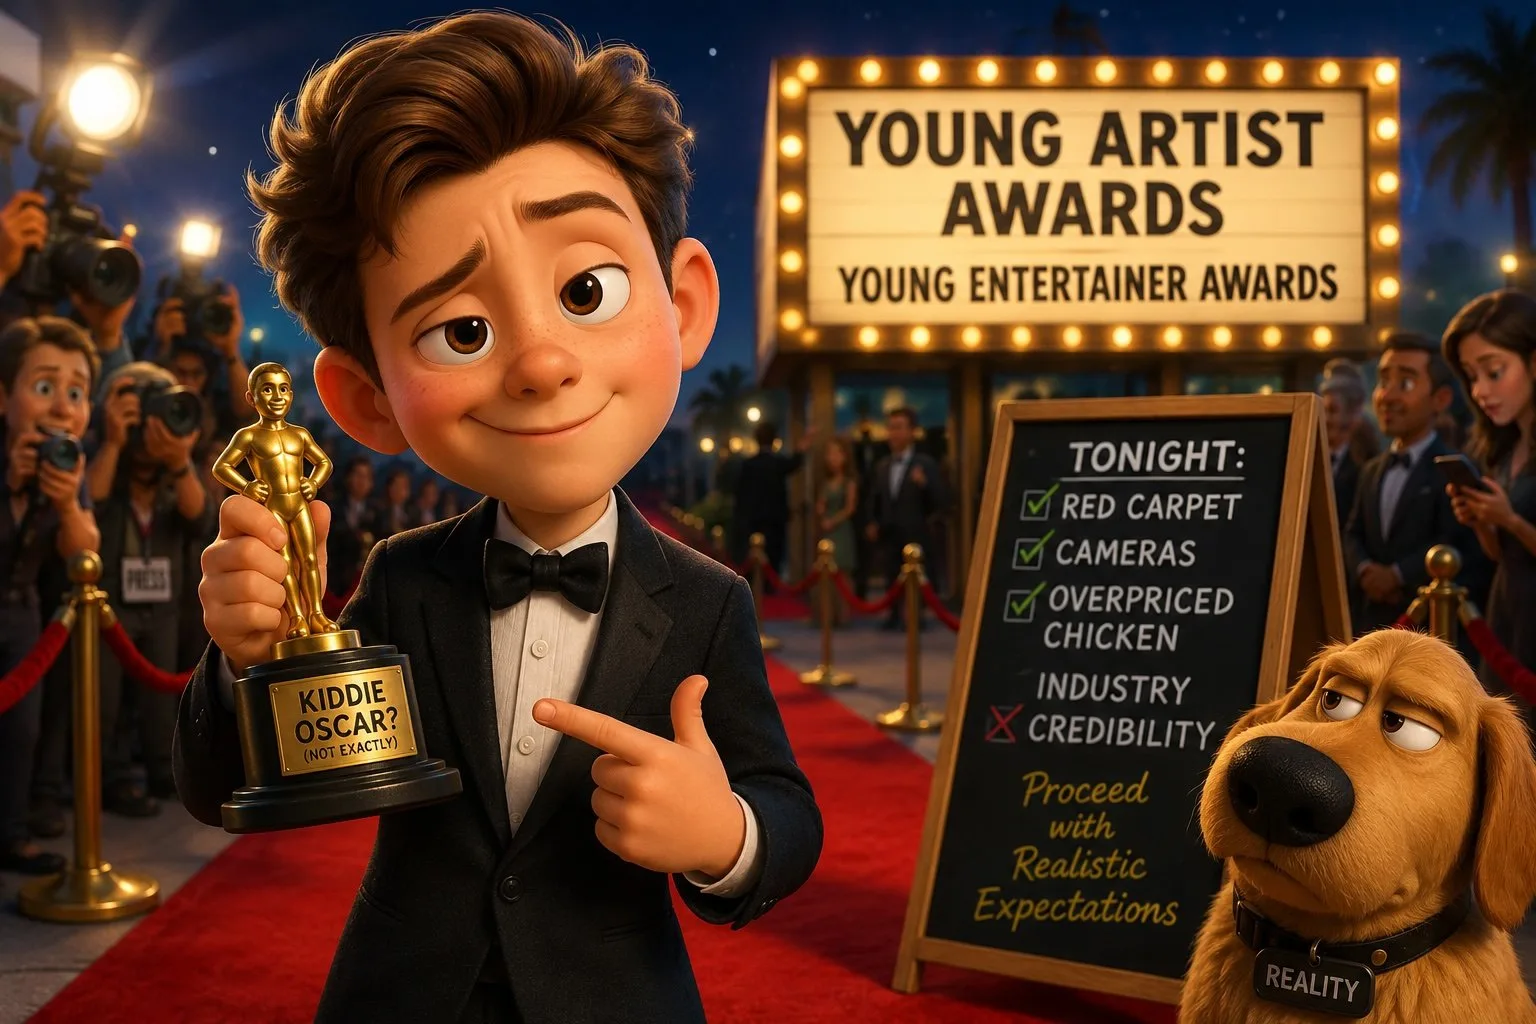 YOUNG ARTIST
AWARDS
YOUNG ENTERTAINER AWARDS
TONIGHT:
RED CARPET
CAMERAS
OVERPRICED
CHICKEN
INDUSTRY
CREDIBILITY
Proceed
with
Realistic
Expectations
KIDDIE
OSCAR?
(NOT EXACTLY)
PRESS
REALITY